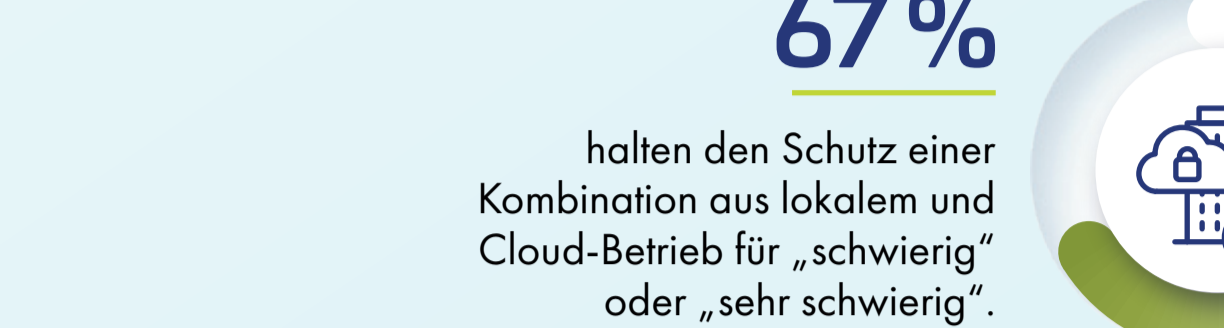 67 %
halten den Schutz einer
Kombination aus lokalem und
Cloud-Betrieb für „schwierig“
oder „sehr schwierig“.